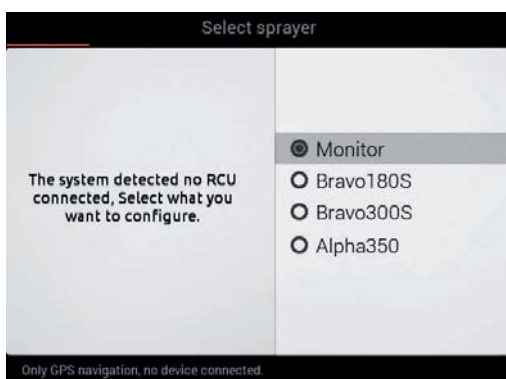 Select sprayer
The system detected no RCU
connected, Select what you
want to configure.
Monitor
Bravo180S
Bravo300S
Alpha350
Only GPS navigation, no device connected.